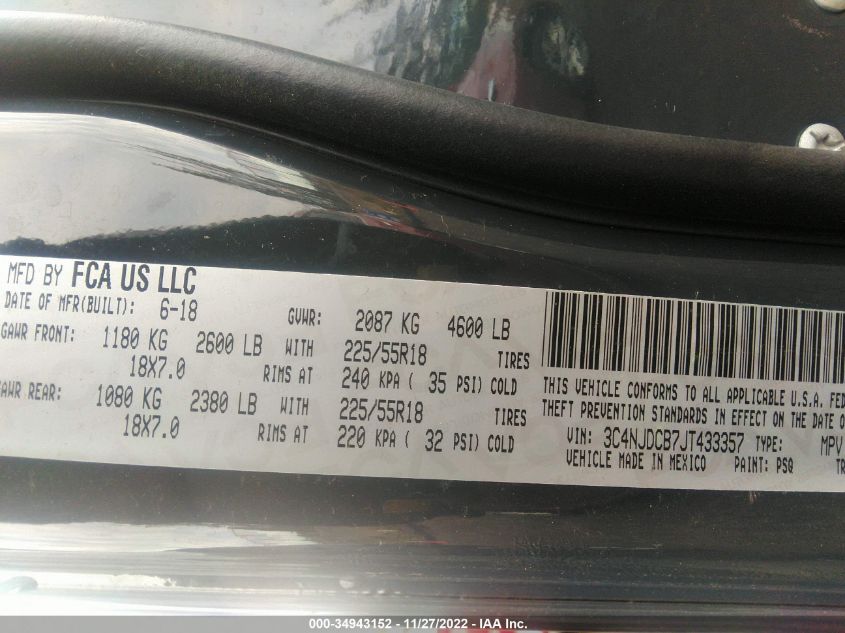 MFD BY FCA US LLC
DATE OF MFR(BUILT): 6-18 GVWR: 2087 KG 4600 LB
GAWR FRONT: 1180 KG 2600 LB WITH 225/55R18 TIRES
18X7.0 RIMS AT 240 KPA ( 35 PSI) COLD
GAWR REAR: 1080 KG 2380 LB WITH 225/55R18 TIRES
18X7.0 RIMS AT 220 KPA ( 32 PSI) COLD
THIS VEHICLE CONFORMS TO ALL APPLICABLE U.S.A. FED
THEFT PREVENTION STANDARDS IN EFFECT ON THE DATE O
VIN: 3C4NJDCB7JT433357 TYPE: MPV
VEHICLE MADE IN MEXICO PAINT: PSQ TR
000-34943152 - 11/27/2022 - IAA Inc.